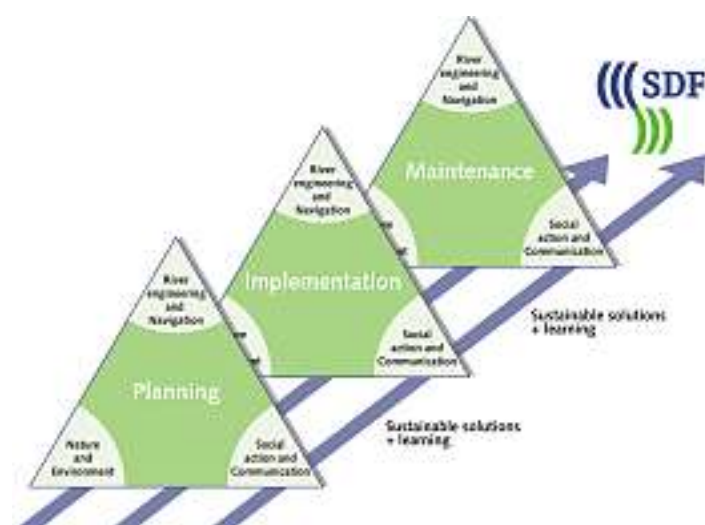 River
engineering
and
Navigation
SDF
Maintenance
Social
action and
Communication
River
engineering
and
Navigation
Implementation
Social
action and
Communication
Sustainable solutions
+ learning
River
engineering
and
Navigation
Planning
Nature
and
Environment
Social
action and
Communication
Sustainable solutions
+ learning